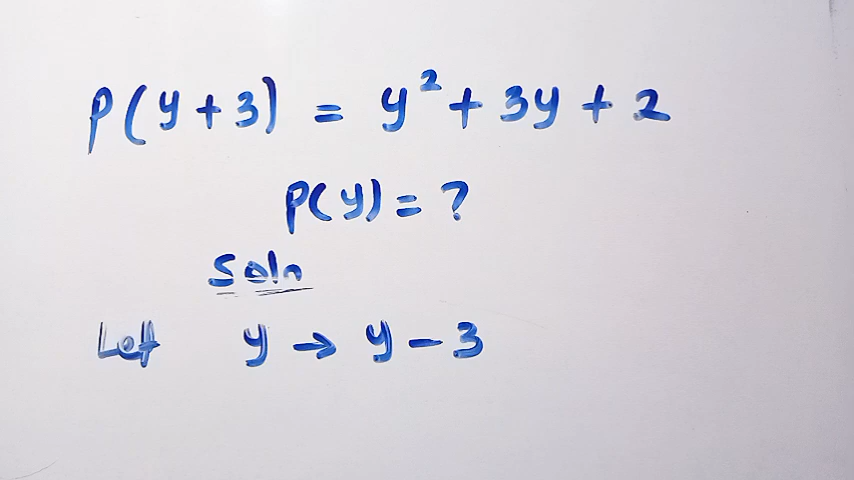 P(y+3) = y² + 3y + 2
P(y) = ?
Soln
Let y → y - 3